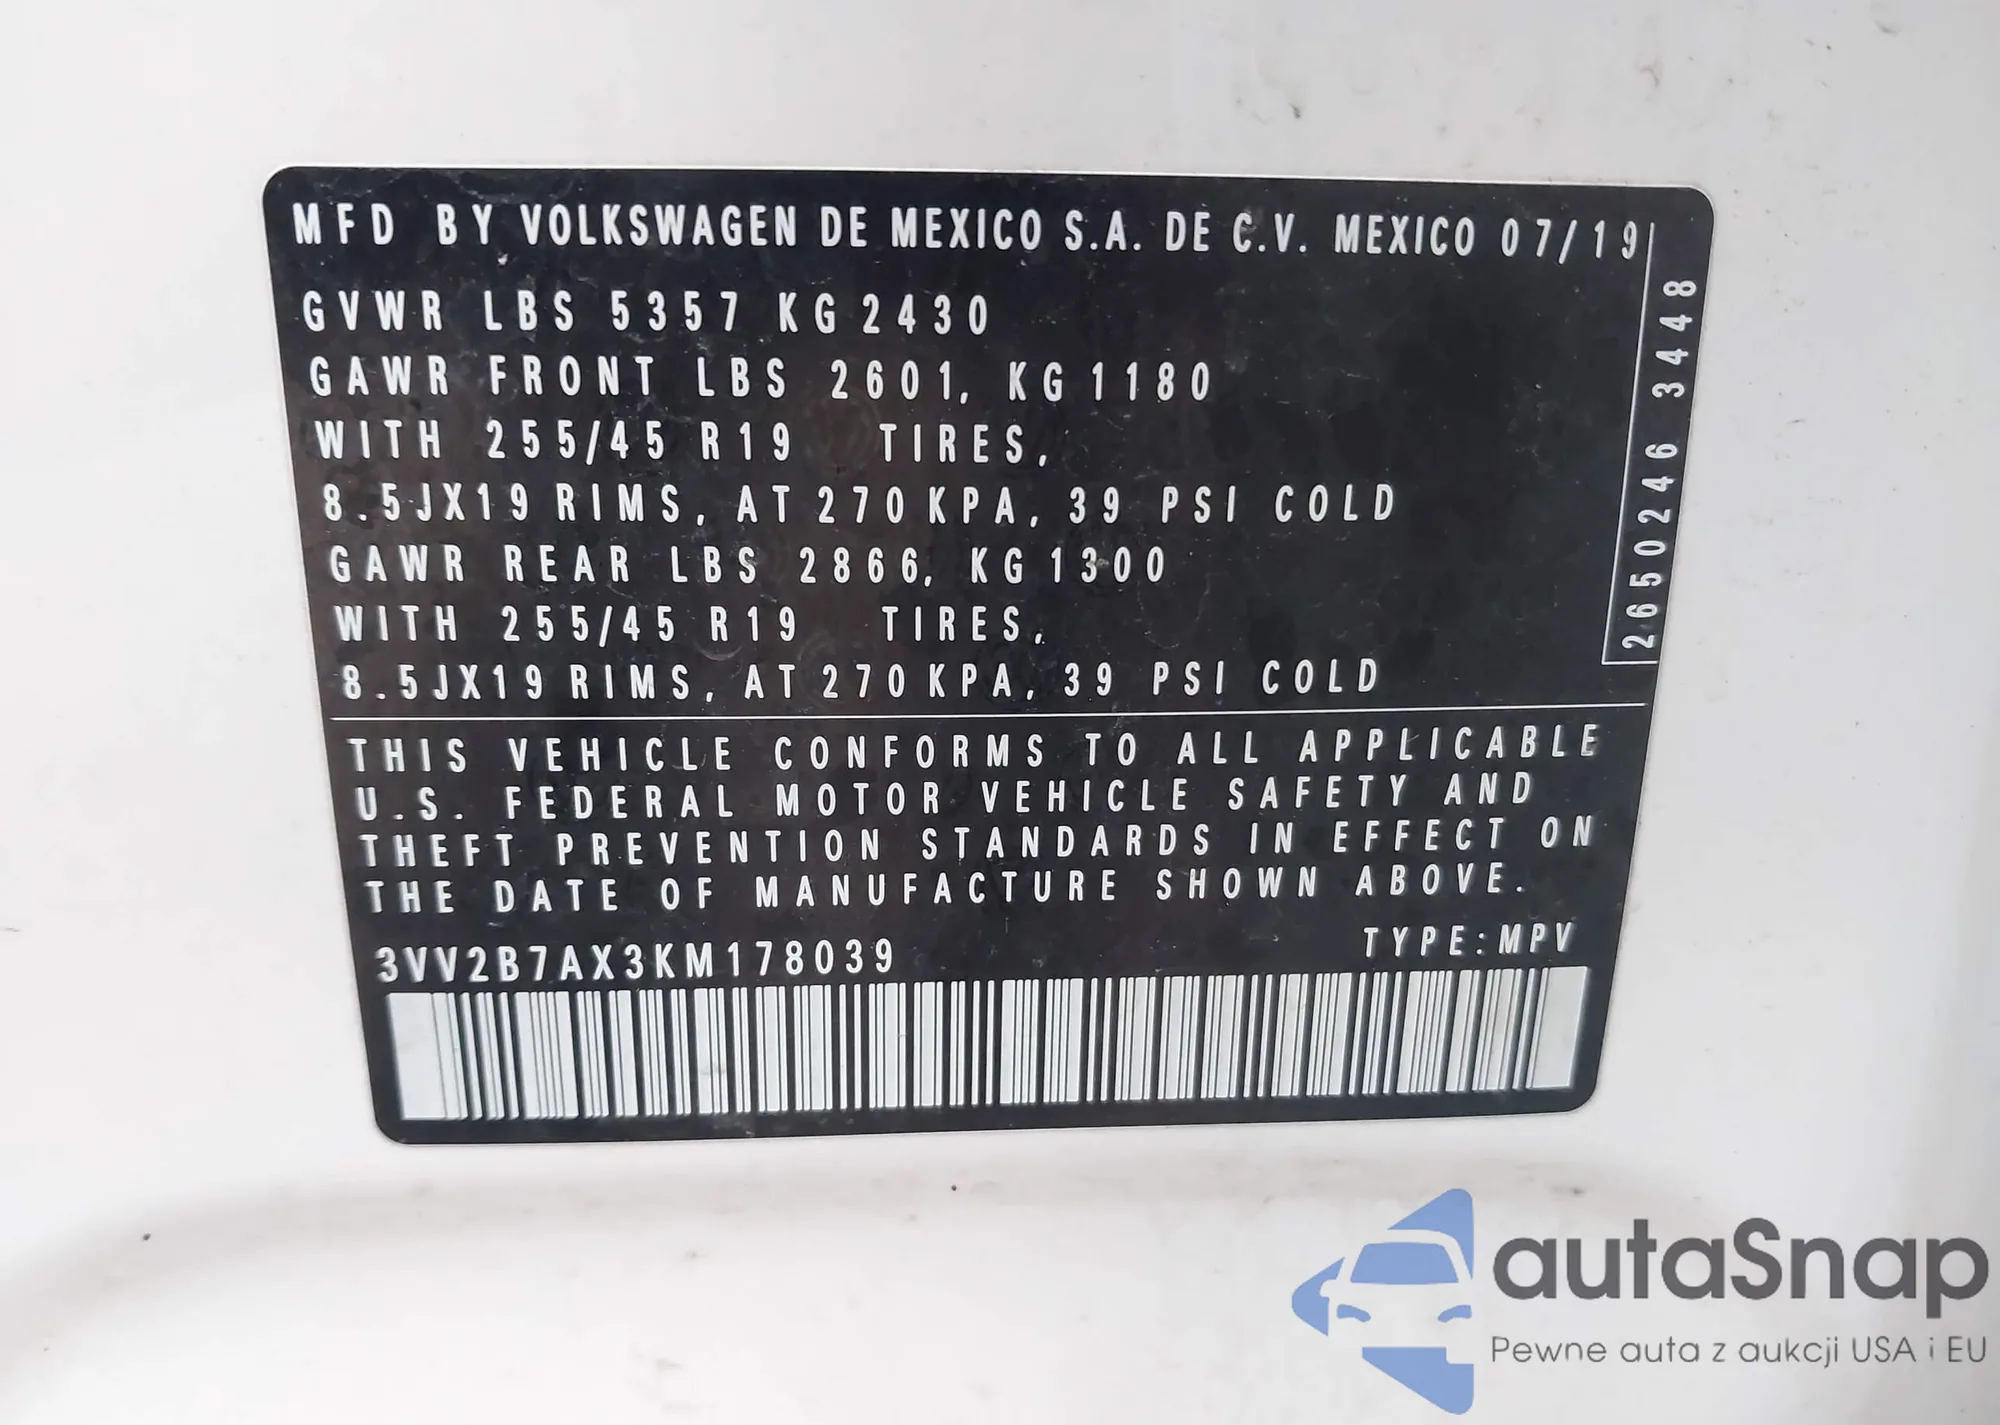 MFD BY VOLKSWAGEN DE MEXICO S.A. DE C.V. MEXICO 07/19
GVWR LBS 5357 KG 2430
GAWR FRONT LBS 2601, KG 1180
WITH 255/45 R19 TIRES,
8.5JX19 RIMS, AT 270 KPA, 39 PSI COLD
GAWR REAR LBS 2866, KG 1300
WITH 255/45 R19 TIRES,
8.5JX19 RIMS, AT 270 KPA, 39 PSI COLD
2650246 3448
THIS VEHICLE CONFORMS TO ALL APPLICABLE
U.S. FEDERAL MOTOR VEHICLE SAFETY AND
THEFT PREVENTION STANDARDS IN EFFECT ON
THE DATE OF MANUFACTURE SHOWN ABOVE.
3VV2B7AX3KM178039 TYPE: MPV
autaSnap
Pewne auta z aukcji USA i EU